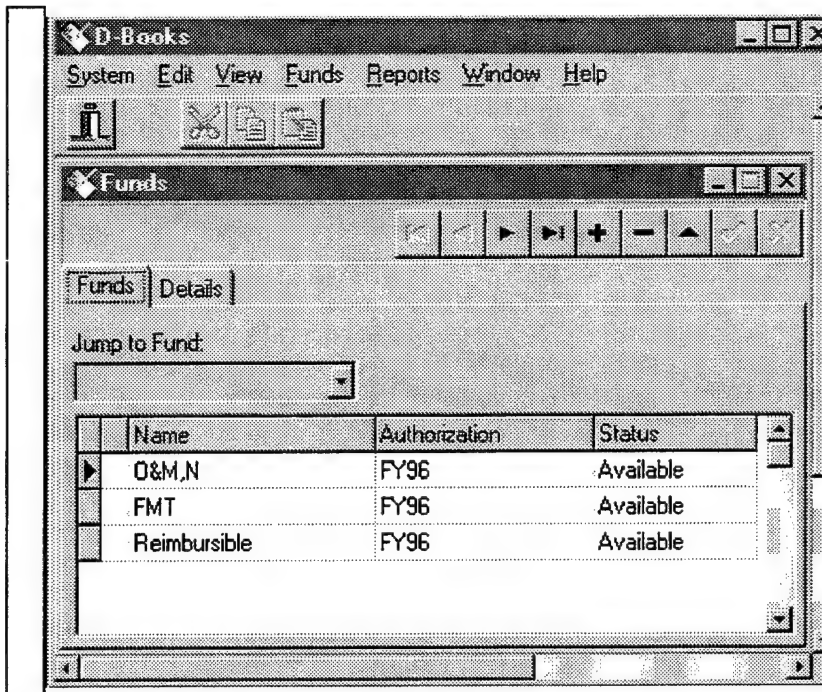 D-Books
System Edit View Funds Reports Window Help
Funds
Funds Details
Jump to Fund:
Name Authorization Status
O&M,N FY96 Available
FMT FY96 Available
Reimbursible FY96 Available